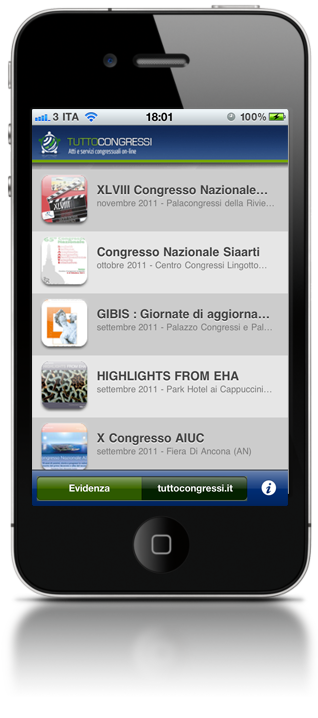 3 ITA 18:01 100%
TUTTOCONGRESSI
Atti e servizi congressuali on-line
XLVIII Congresso Nazionale...
novembre 2011 - Palacongressi della Rivie...
Congresso Nazionale Siaarti
ottobre 2011 - Centro Congressi Lingotto...
GIBIS : Giornate di aggiorna...
settembre 2011 - Palazzo Congressi e Pal...
HIGHLIGHTS FROM EHA
settembre 2011 - Park Hotel ai Cappuccini...
X Congresso AIUC
settembre 2011 - Fiera Di Ancona (AN)
Evidenza tuttocongressi.it